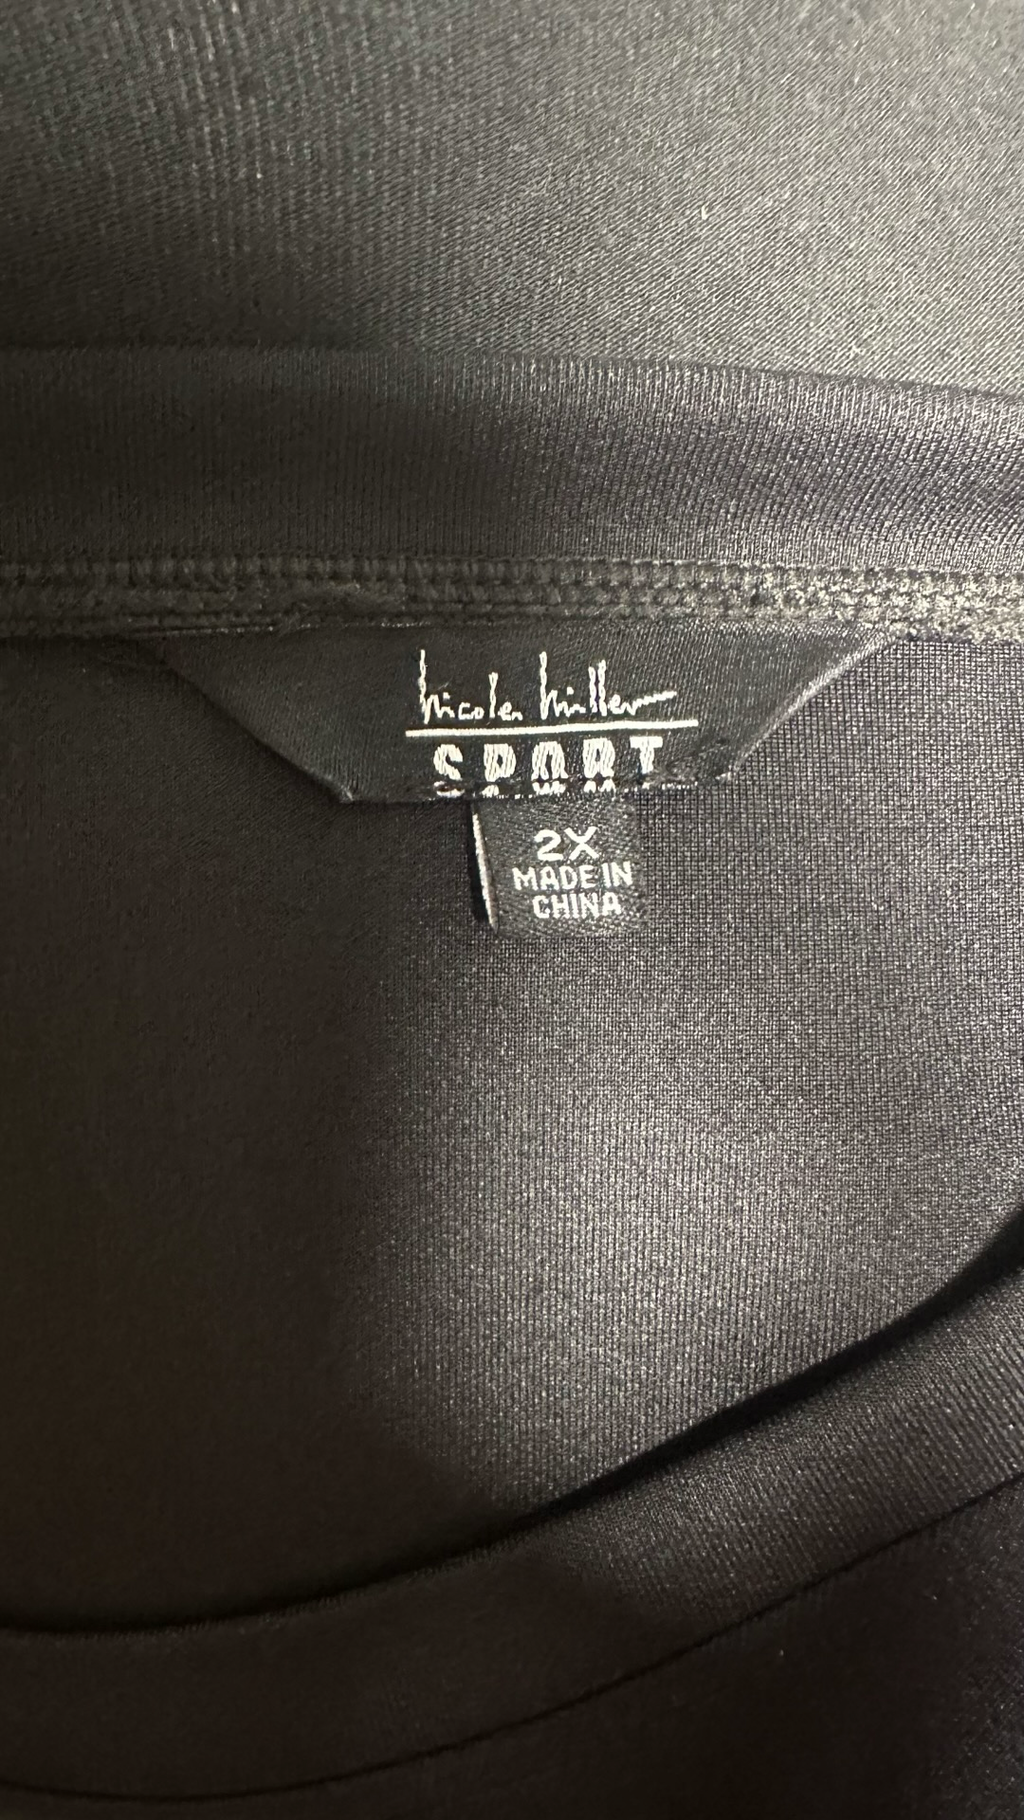 nicole miller
SPORT
2X
MADE IN
CHINA